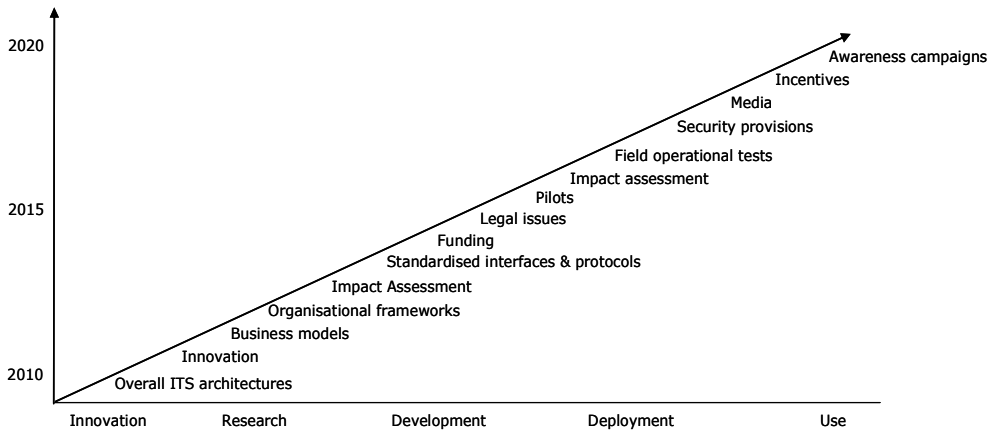 2020
Awareness campaigns
Incentives
Media
Security provisions
Field operational tests
Impact assessment
Pilots
2015
Legal issues
Funding
Standardised interfaces & protocols
Impact Assessment
Organisational frameworks
Business models
Innovation
2010
Overall ITS architectures
Innovation Research Development Deployment Use